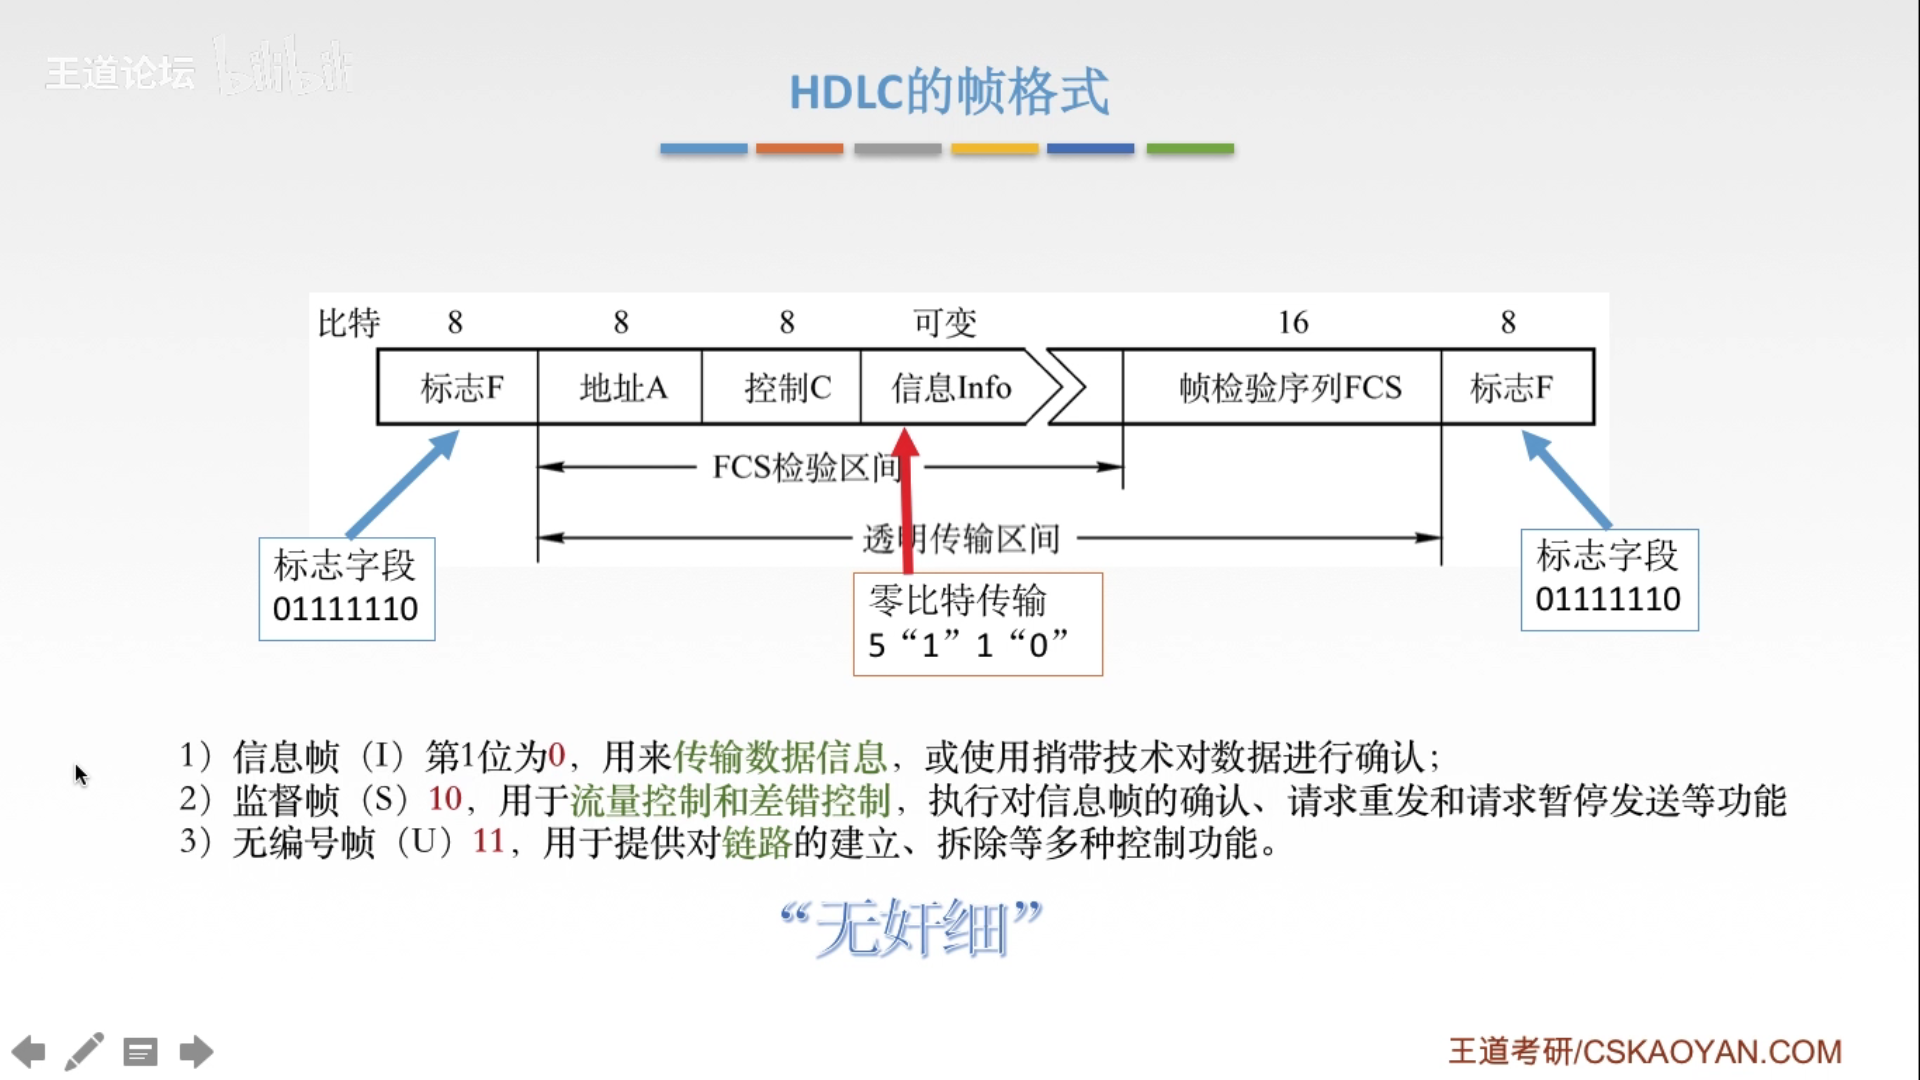 王道论坛 bilibili
HDLC的帧格式
比特 8 8 8 可变 16 8
标志F 地址A 控制C 信息Info 帧检验序列FCS 标志F
FCS检验区间
透明传输区间
标志字段
01111110
零比特传输
5“1”1“0”
标志字段
01111110
1）信息帧（I）第1位为0，用来传输数据信息，或使用捎带技术对数据进行确认；
2）监督帧（S）10，用于流量控制和差错控制，执行对信息帧的确认、请求重发和请求暂停发送等功能
3）无编号帧（U）11，用于提供对链路的建立、拆除等多种控制功能。
“无奸细”
王道考研/CSKAOYAN.COM